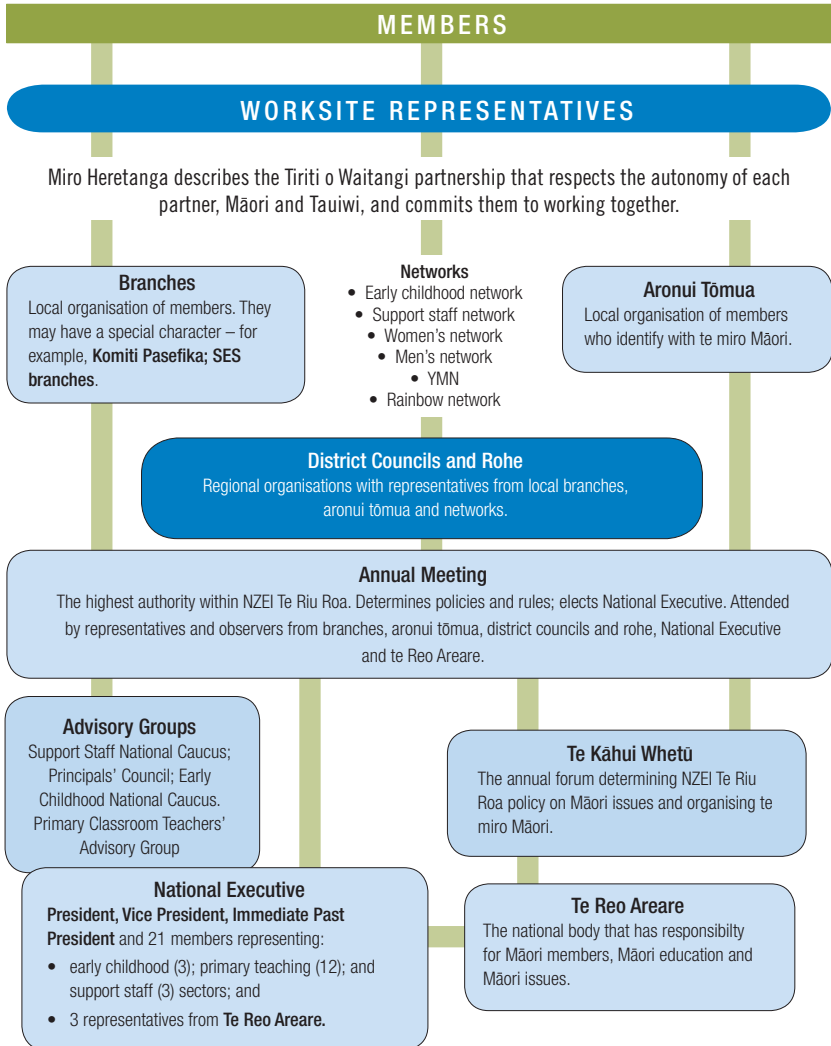 MEMBERS
WORKSITE REPRESENTATIVES
Miro Heretanga describes the Tiriti o Waitangi partnership that respects the autonomy of each
partner, Māori and Tauiwi, and commits them to working together.
Branches
Local organisation of members. They
may have a special character – for
example, Komiti Pasefika; SES
branches.
Networks
• Early childhood network
• Support staff network
• Women's network
• Men's network
• YMN
• Rainbow network
Aronui Tōmua
Local organisation of members
who identify with te miro Māori.
District Councils and Rohe
Regional organisations with representatives from local branches,
aronui tōmua and networks.
Annual Meeting
The highest authority within NZEI Te Riu Roa. Determines policies and rules; elects National Executive. Attended
by representatives and observers from branches, aronui tōmua, district councils and rohe, National Executive
and te Reo Areare.
Advisory Groups
Support Staff National Caucus;
Principals' Council; Early
Childhood National Caucus.
Primary Classroom Teachers'
Advisory Group
Te Kāhui Whetū
The annual forum determining NZEI Te Riu
Roa policy on Māori issues and organising te
miro Māori.
National Executive
President, Vice President, Immediate Past
President and 21 members representing:
• early childhood (3); primary teaching (12); and
support staff (3) sectors; and
• 3 representatives from Te Reo Areare.
Te Reo Areare
The national body that has responsibilty
for Māori members, Māori education and
Māori issues.